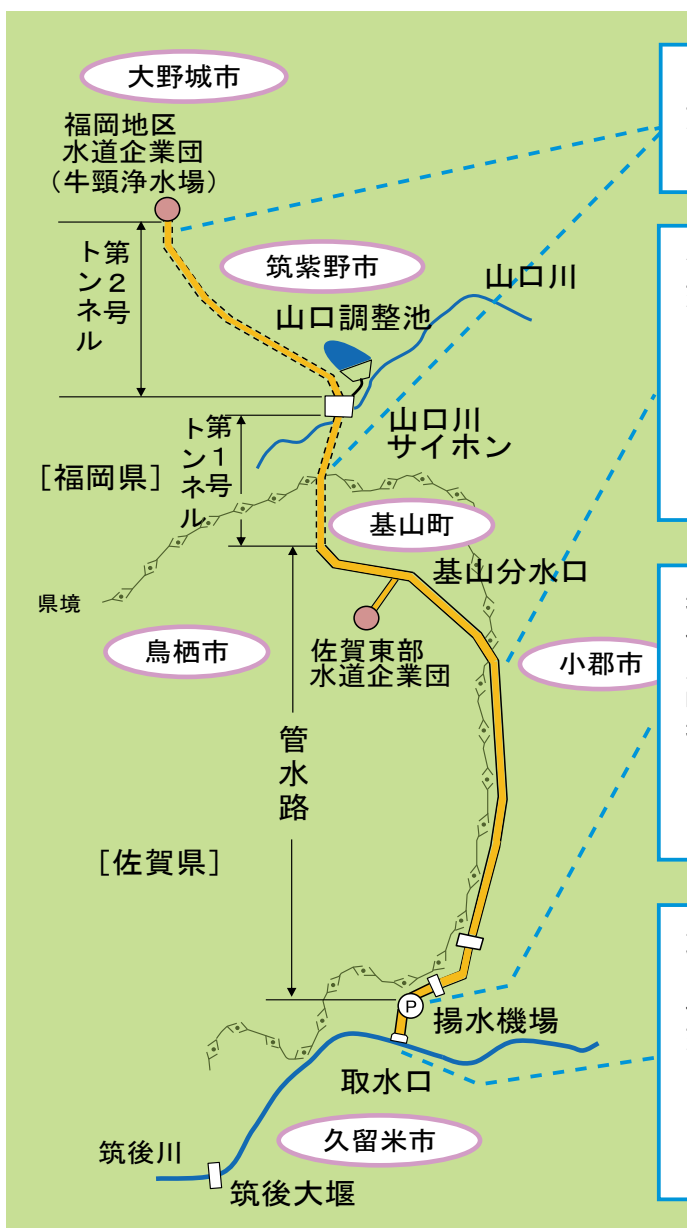 大野城市
福岡地区
水道企業団
（牛頸浄水場）
第2号
トンネル
筑紫野市
山口川
山口調整池
山口川
サイホン
第1号
トンネル
［福岡県］
基山町
基山分水口
県境
鳥栖市
佐賀東部
水道企業団
小郡市
管水路
［佐賀県］
P
揚水機場
取水口
久留米市
筑後川
筑後大堰